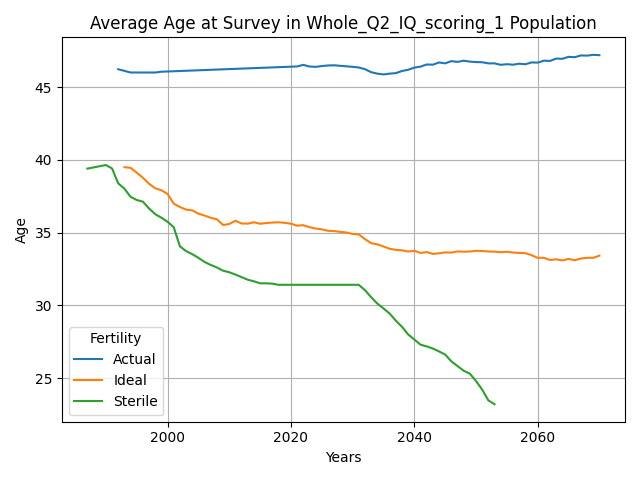 Average Age at Survey in Whole_Q2_IQ_scoring_1 Population
Age
45
40
35
30
25
Fertility
Actual
Ideal
Sterile
2000
2020
2040
2060
Years